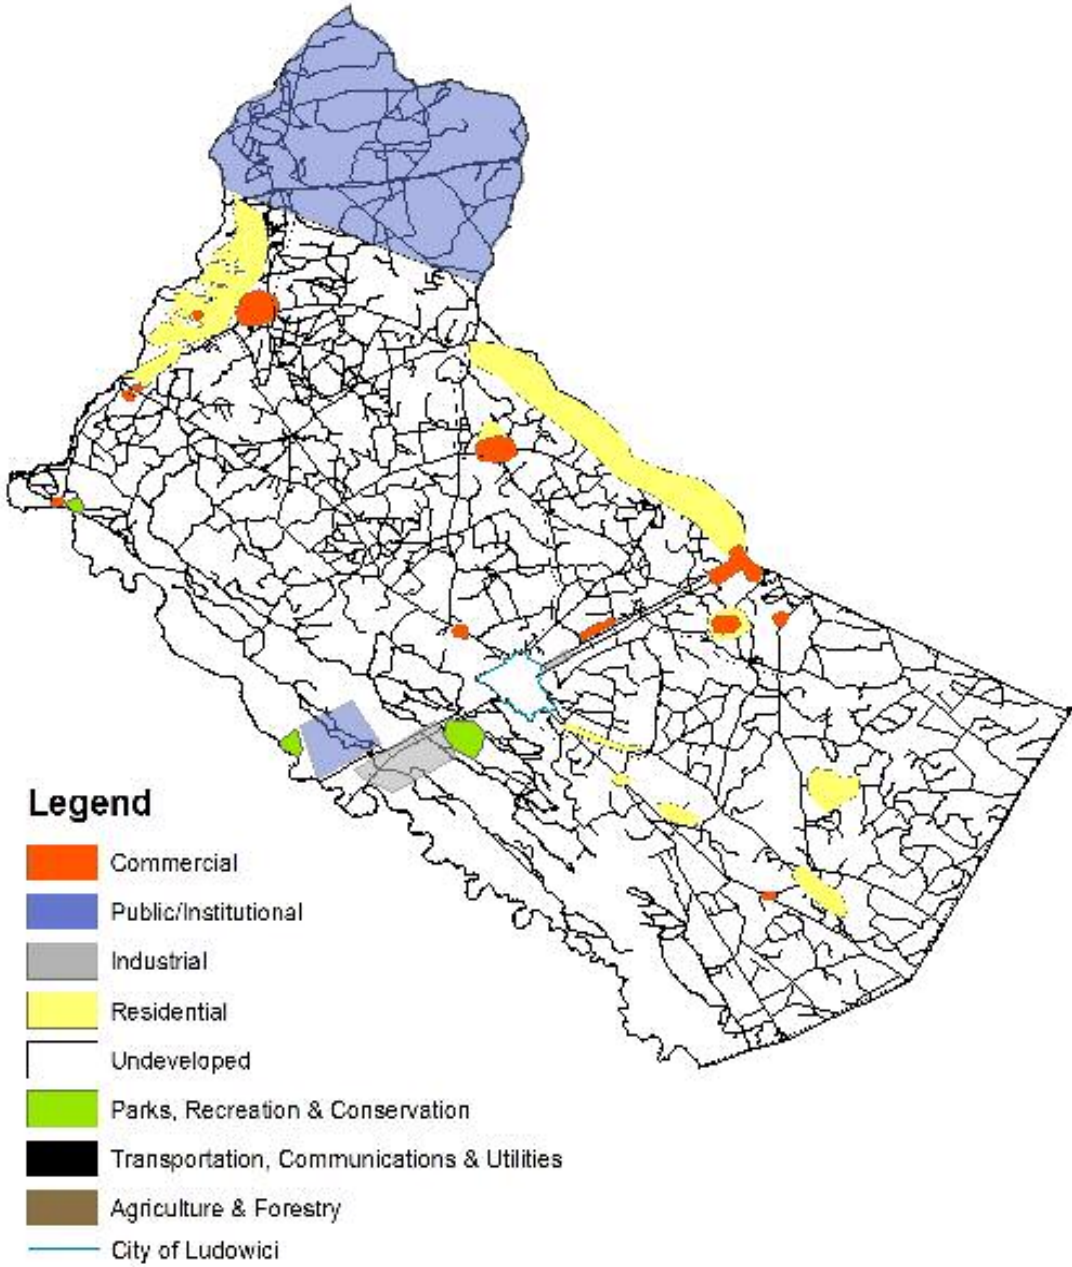 Legend
Commercial
Public/Institutional
Industrial
Residential
Undeveloped
Parks, Recreation & Conservation
Transportation, Communications & Utilities
Agriculture & Forestry
City of Ludowici